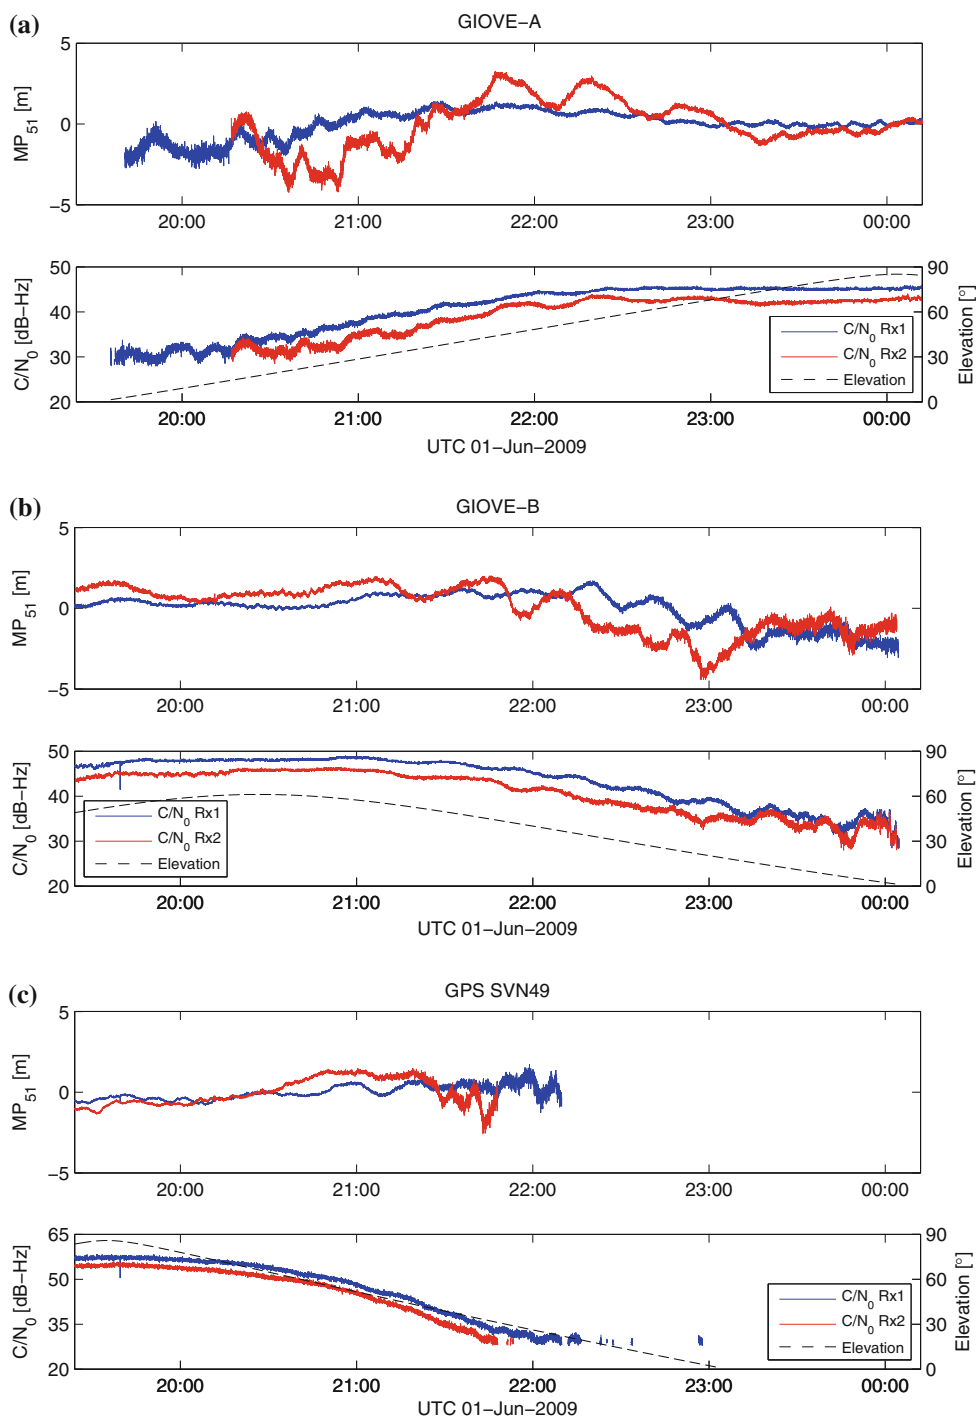 (a)
GIOVE−A
5
0
−5
MP51 [m]
20:00 21:00 22:00 23:00 00:00
50
40
30
20
C/N0 [dB−Hz]
90
60
30
0
Elevation [°]
C/N0 Rx1
C/N0 Rx2
Elevation
20:00 21:00 22:00 23:00 00:00
UTC 01−Jun−2009
(b)
GIOVE−B
5
0
−5
MP51 [m]
20:00 21:00 22:00 23:00 00:00
50
40
30
20
C/N0 [dB−Hz]
90
60
30
0
Elevation [°]
C/N0 Rx1
C/N0 Rx2
Elevation
20:00 21:00 22:00 23:00 00:00
UTC 01−Jun−2009
(c)
GPS SVN49
5
0
−5
MP51 [m]
20:00 21:00 22:00 23:00 00:00
65
50
35
20
C/N0 [dB−Hz]
90
60
30
0
Elevation [°]
C/N0 Rx1
C/N0 Rx2
Elevation
20:00 21:00 22:00 23:00 00:00
UTC 01−Jun−2009